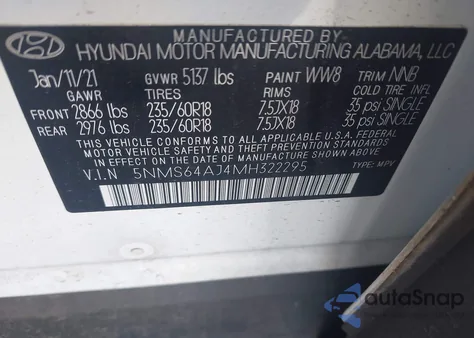 MANUFACTURED BY
HYUNDAI MOTOR MANUFACTURING ALABAMA, LLC
Jan/11/21 GVWR 5137 lbs PAINT WW8 TRIM NNB
GAWR TIRES RIMS COLD TIRE INFL
FRONT 2866 lbs 235/60R18 7.5JX18 35 psi SINGLE
REAR 2976 lbs 235/60R18 7.5JX18 35 psi SINGLE
THIS VEHICLE CONFORMS TO ALL APPLICABLE U.S. FEDERAL
MOTOR VEHICLE SAFETY AND THEFT PREVENTION STANDARDS
IN EFFECT ON THE DATE OF MANUFACTURE SHOWN ABOVE.
V.I.N 5NMS64AJ4MH322295 TYPE: MPV
autoSnap